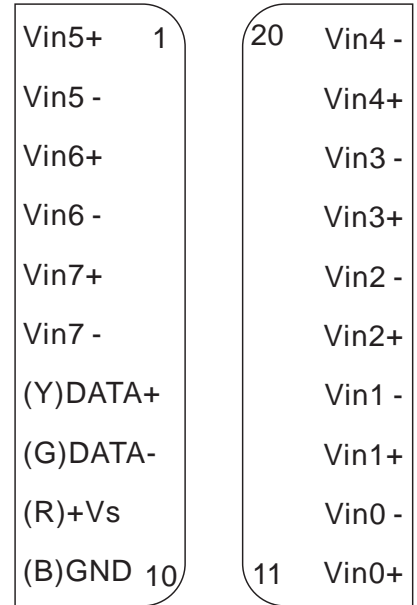 Vin5+ 1
Vin5 -
Vin6+
Vin6 -
Vin7+
Vin7 -
(Y)DATA+
(G)DATA-
(R)+Vs
(B)GND 10
20 Vin4 -
Vin4+
Vin3 -
Vin3+
Vin2 -
Vin2+
Vin1 -
Vin1+
Vin0 -
11 Vin0+